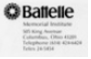 Battelle
Memorial Institute
505 King Avenue
Columbus, Ohio 43201
Telephone (614) 424-6424
Telex 24-5454